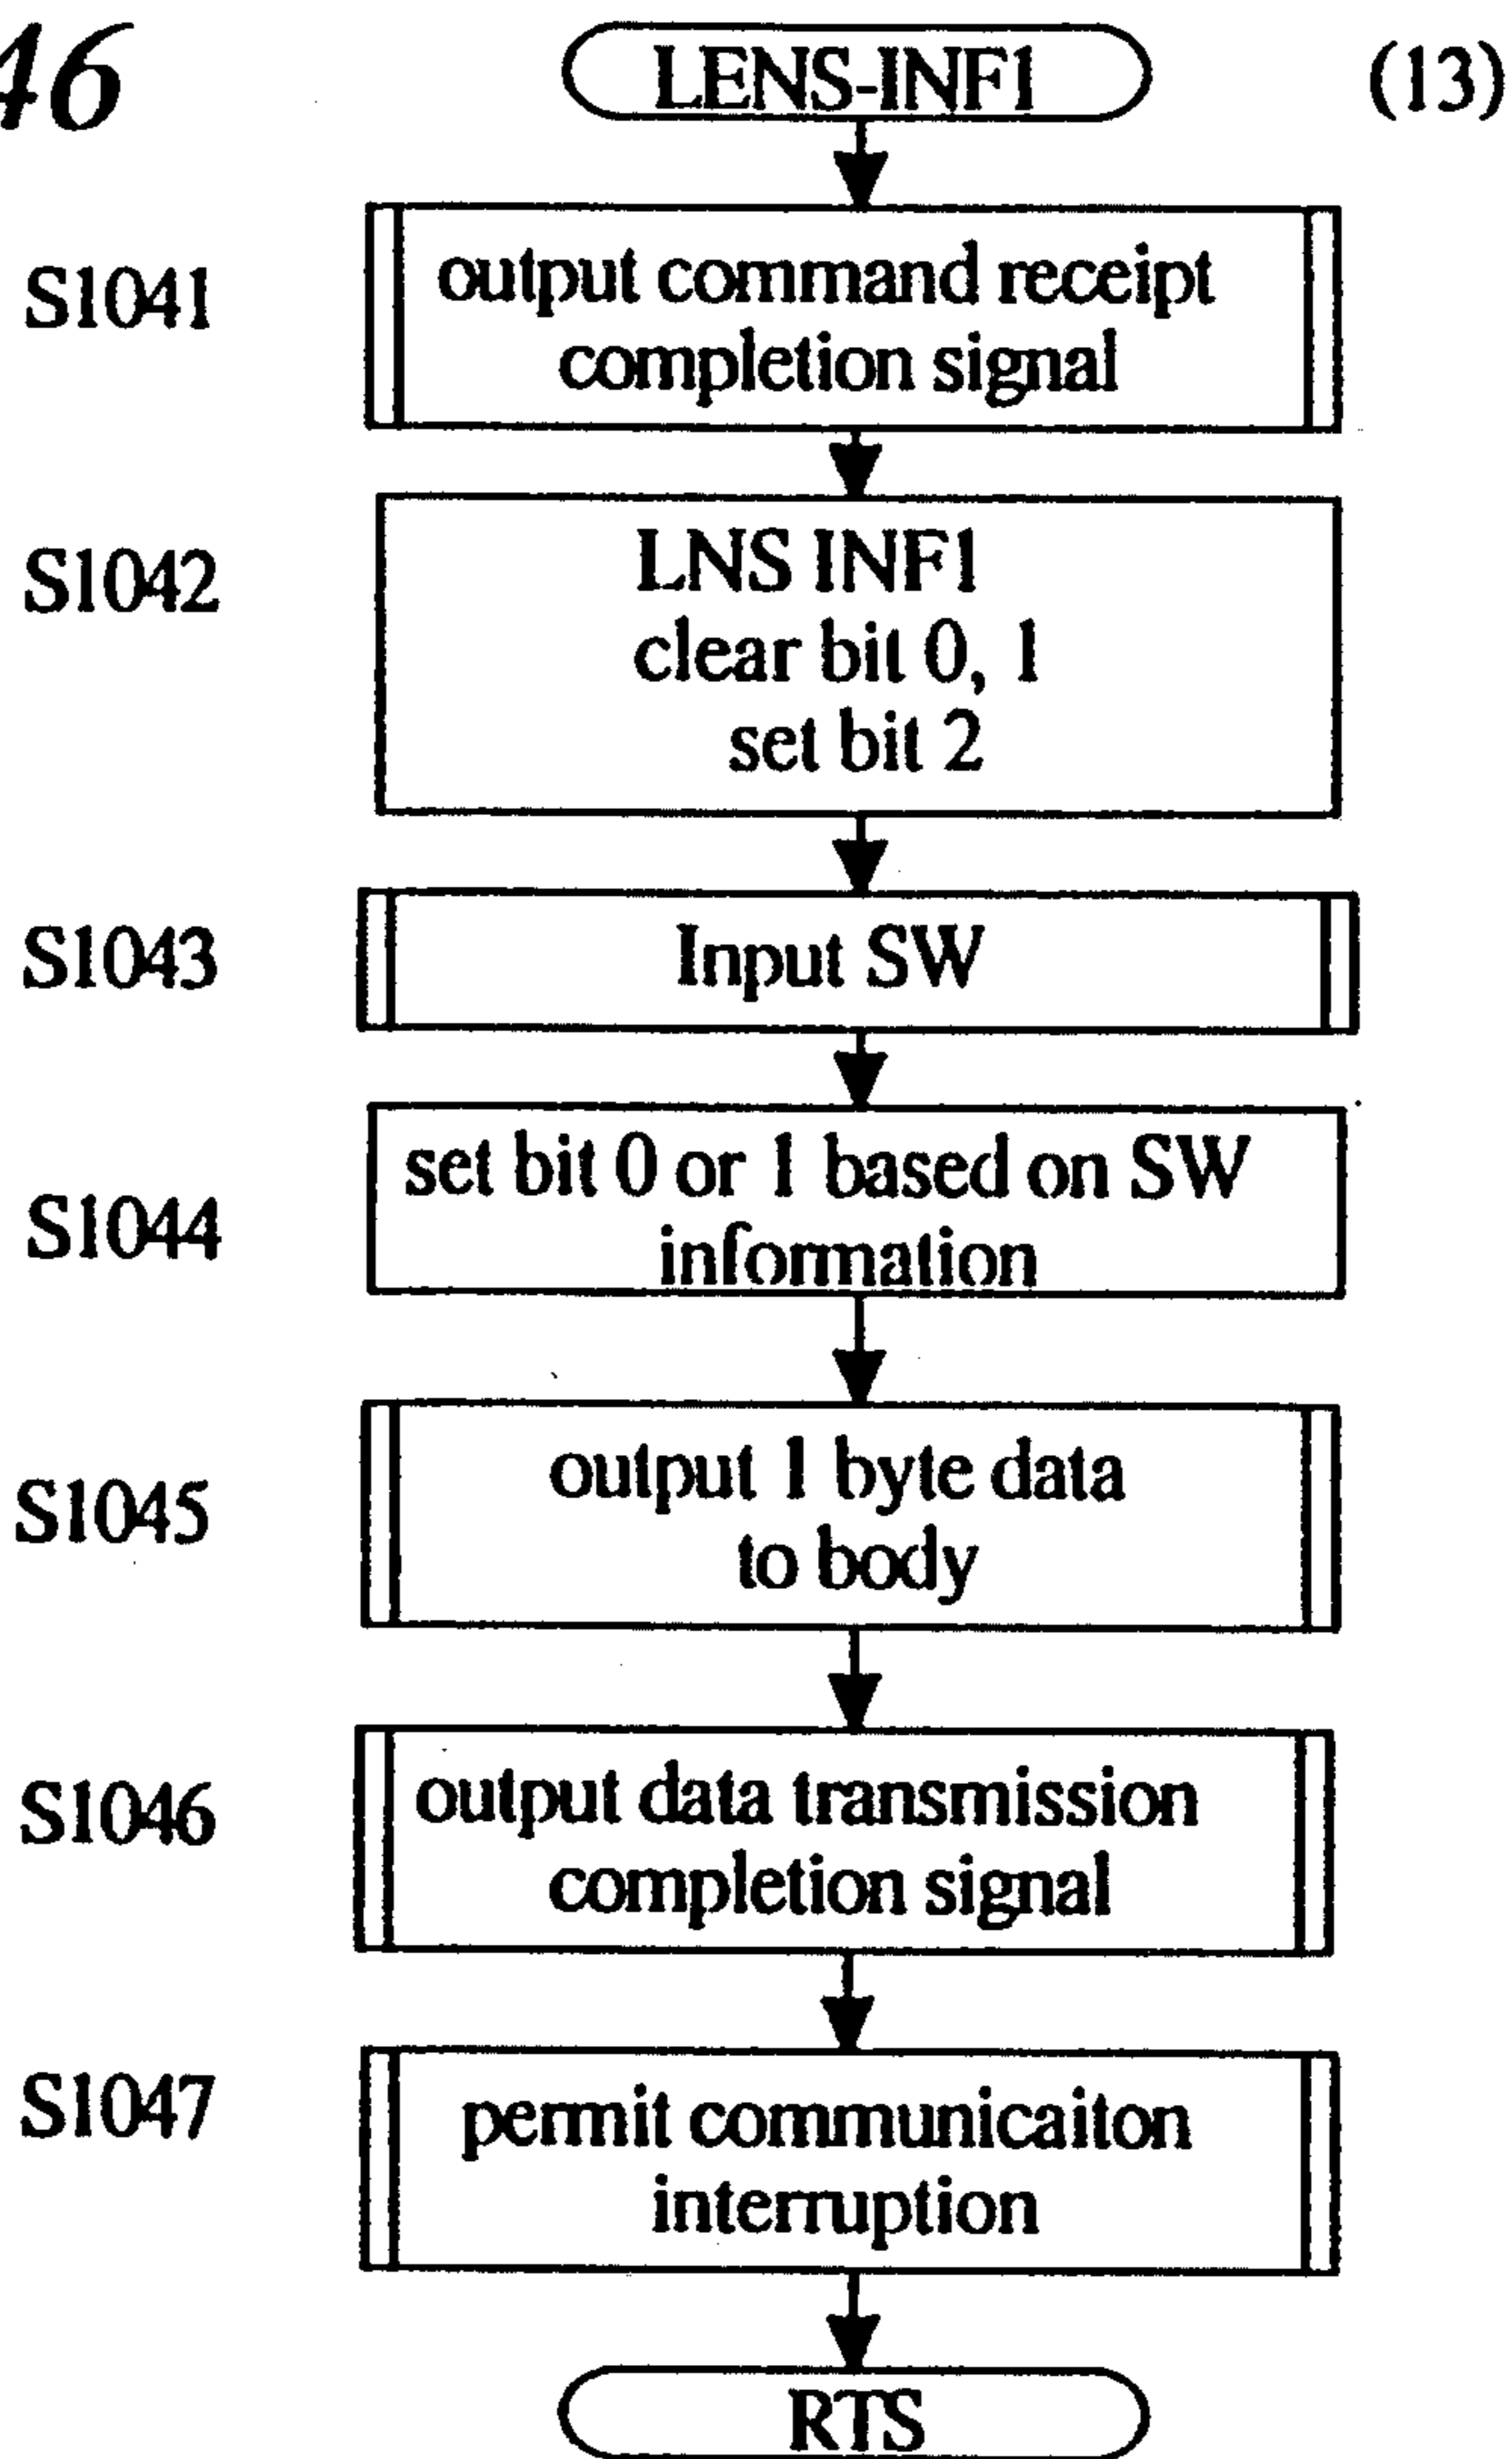 46
LENS-INF1
(13)
S1041
output command receipt
completion signal
S1042
LNS INF1
clear bit 0, 1
set bit 2
S1043
Input SW
S1044
set bit 0 or 1 based on SW
information
S1045
output 1 byte data
to body
S1046
output data transmission
completion signal
S1047
permit communicaiton
interruption
RTS